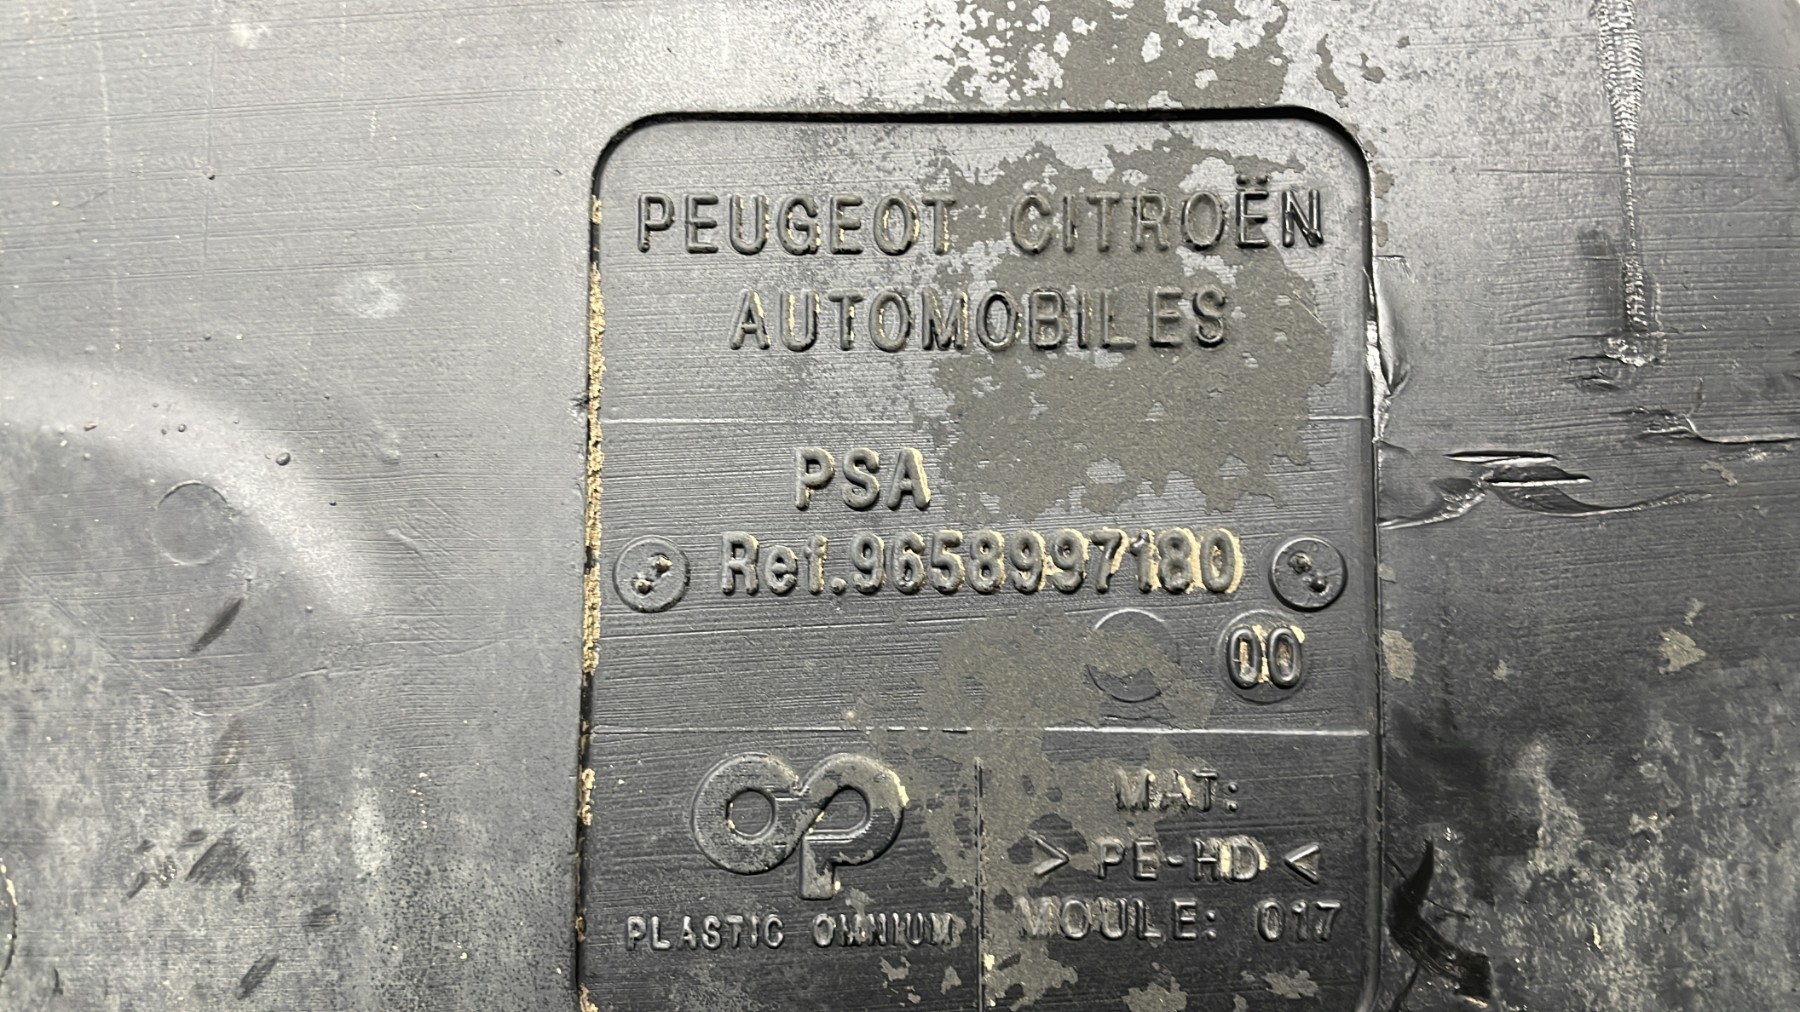 PEUGEOT CITROËN
AUTOMOBILES
PSA
Ref.9658997180
00
PLASTIC OMNIUM
MAT:
> PE-HD <
MOULE: 017